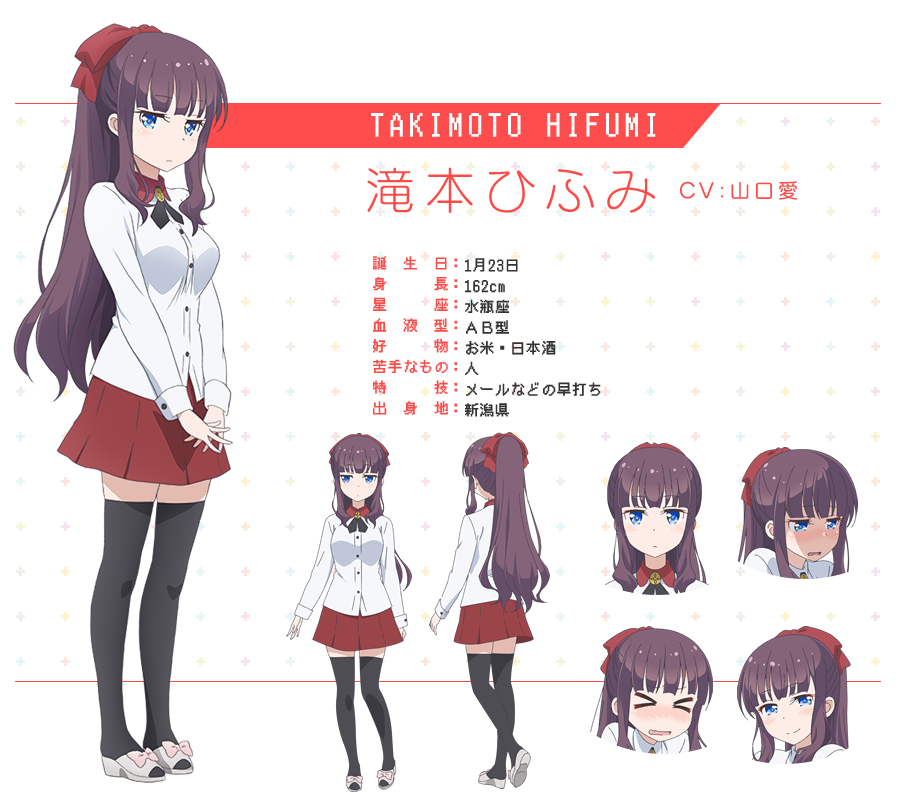 TAKIMOTO HIFUMI
滝本ひふみ CV:山口愛
誕生日：1月23日
身長：162cm
星座：水瓶座
血液型：AB型
好物：お米・日本酒
苦手なもの：人
特技：メールなどの早打ち
出身地：新潟県